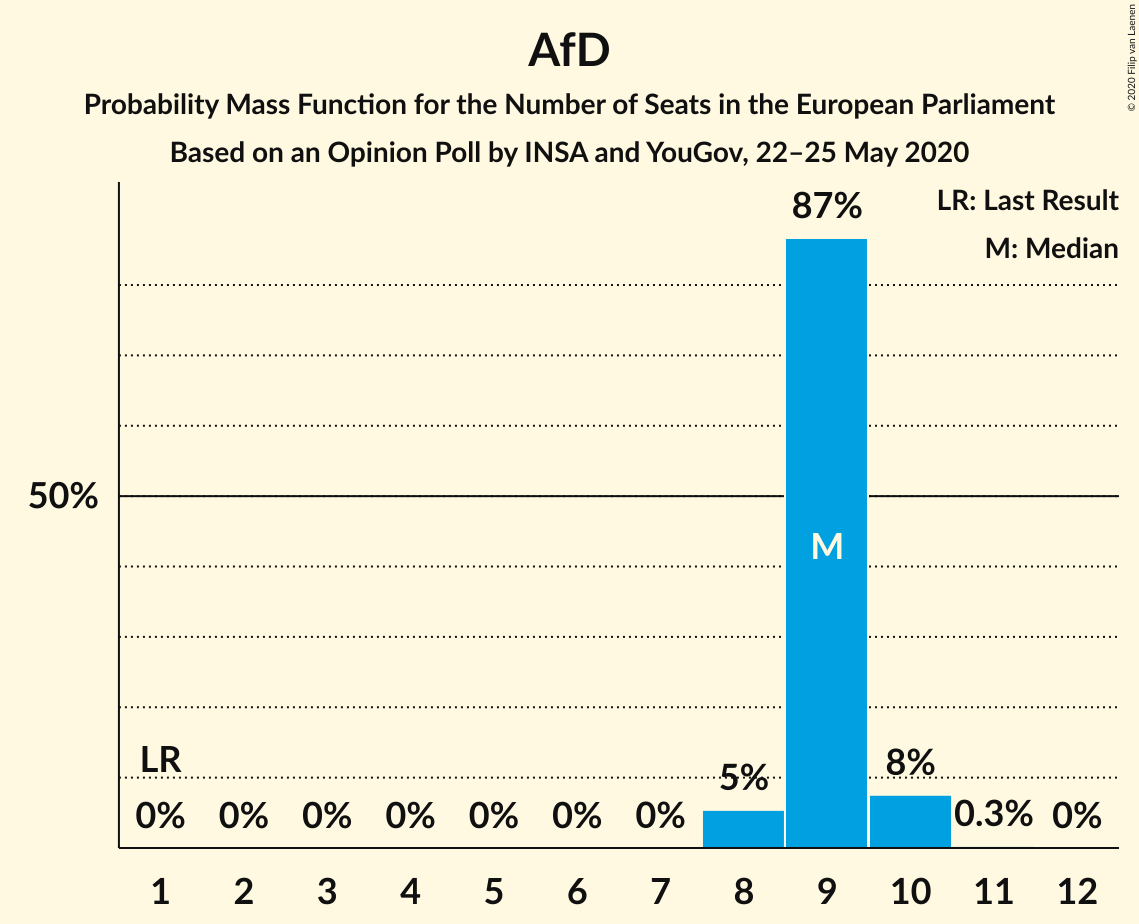 AfD
Probability Mass Function for the Number of Seats in the European Parliament
Based on an Opinion Poll by INSA and YouGov, 22–25 May 2020
© 2020 Filip van Laenen
LR: Last Result
M: Median
87%
50%
M
LR
0% 0% 0% 0% 0% 0% 0% 5% 8% 0.3% 0%
1 2 3 4 5 6 7 8 9 10 11 12